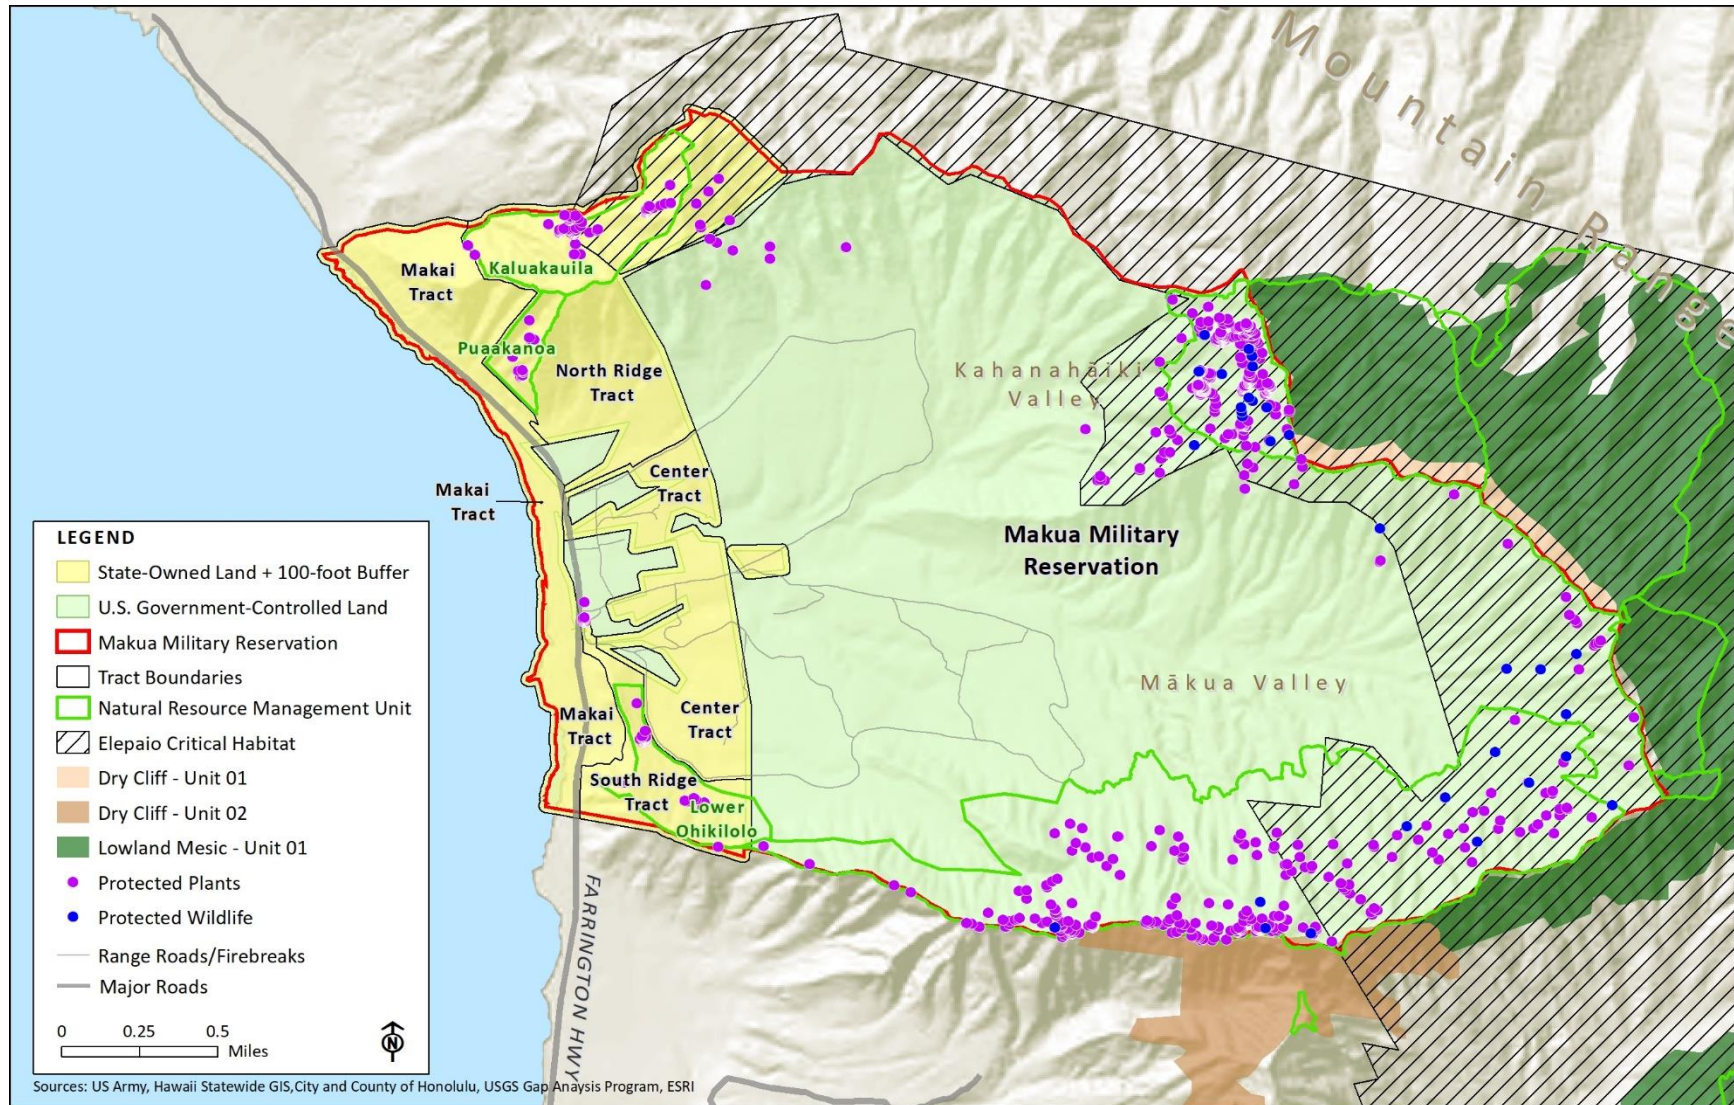 Mountain Range
Makai
Tract
Kaluakauila
Puaakanoa
North Ridge
Tract
Kahanahāiki
Valley
Center
Tract
Makai
Tract
Makua Military
Reservation
Mākua Valley
Makai
Tract
Center
Tract
South Ridge
Tract
Lower
Ohikilolo
FARRINGTON HWY
LEGEND
State-Owned Land + 100-foot Buffer
U.S. Government-Controlled Land
Makua Military Reservation
Tract Boundaries
Natural Resource Management Unit
Elepaio Critical Habitat
Dry Cliff - Unit 01
Dry Cliff - Unit 02
Lowland Mesic - Unit 01
Protected Plants
Protected Wildlife
Range Roads/Firebreaks
Major Roads
0 0.25 0.5
Miles
N
Sources: US Army, Hawaii Statewide GIS,City and County of Honolulu, USGS Gap Anaysis Program, ESRI